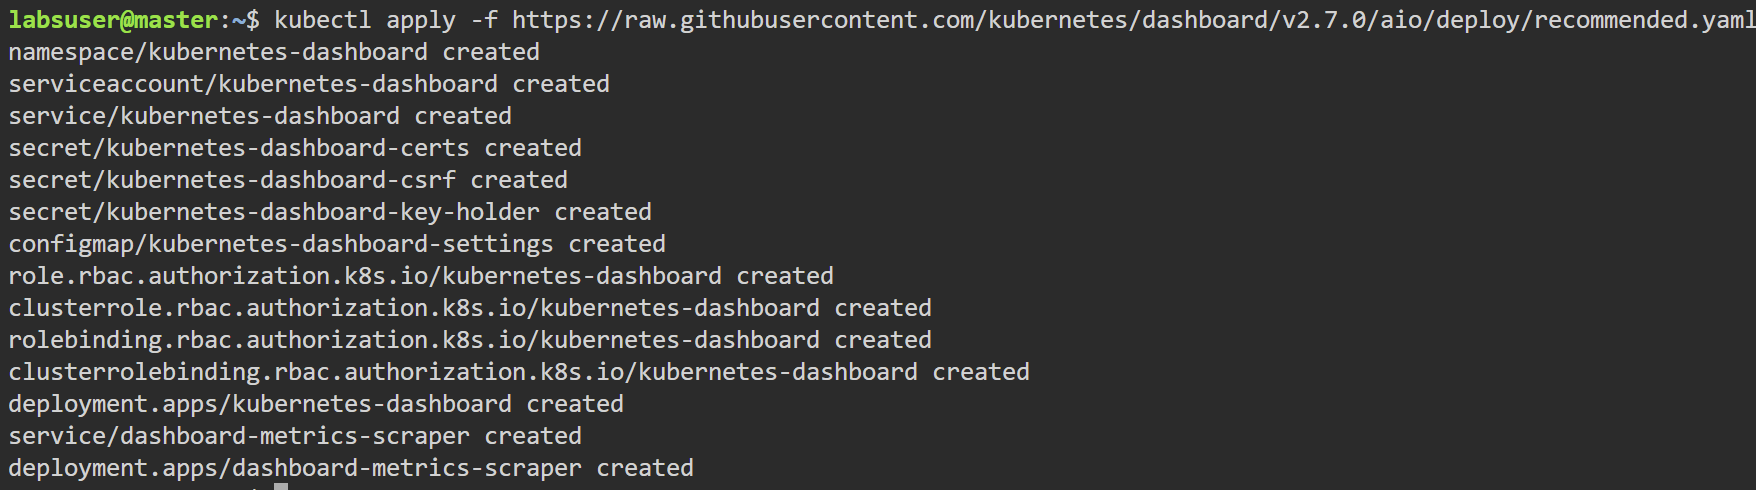 labsuser@master:~$ kubectl apply -f https://raw.githubusercontent.com/kubernetes/dashboard/v2.7.0/aio/deploy/recommended.yaml
namespace/kubernetes-dashboard created
serviceaccount/kubernetes-dashboard created
service/kubernetes-dashboard created
secret/kubernetes-dashboard-certs created
secret/kubernetes-dashboard-csrf created
secret/kubernetes-dashboard-key-holder created
configmap/kubernetes-dashboard-settings created
role.rbac.authorization.k8s.io/kubernetes-dashboard created
clusterrole.rbac.authorization.k8s.io/kubernetes-dashboard created
rolebinding.rbac.authorization.k8s.io/kubernetes-dashboard created
clusterrolebinding.rbac.authorization.k8s.io/kubernetes-dashboard created
deployment.apps/kubernetes-dashboard created
service/dashboard-metrics-scraper created
deployment.apps/dashboard-metrics-scraper created